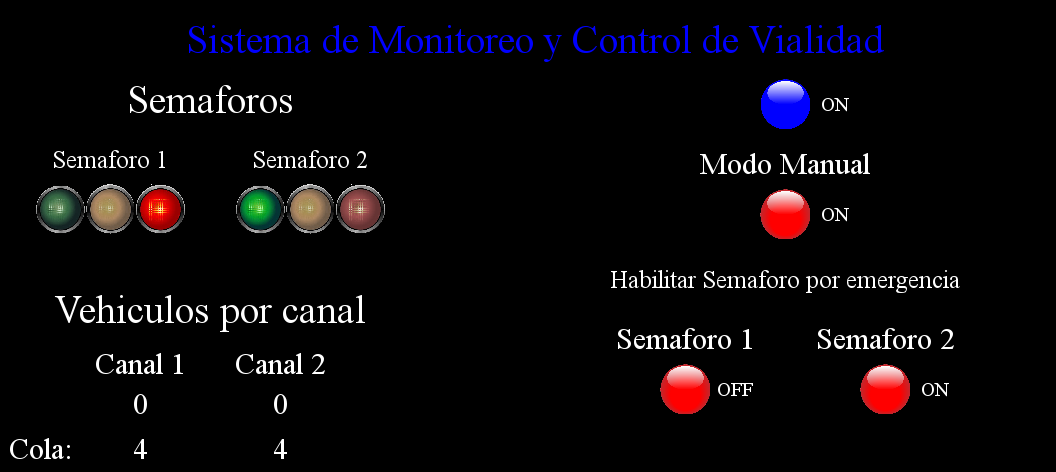 Sistema de Monitoreo y Control de Vialidad
Semaforos
ON
Semaforo 1 Semaforo 2
Modo Manual
ON
Habilitar Semaforo por emergencia
Vehiculos por canal
Semaforo 1 Semaforo 2
Canal 1 Canal 2
OFF ON
0 0
Cola: 4 4